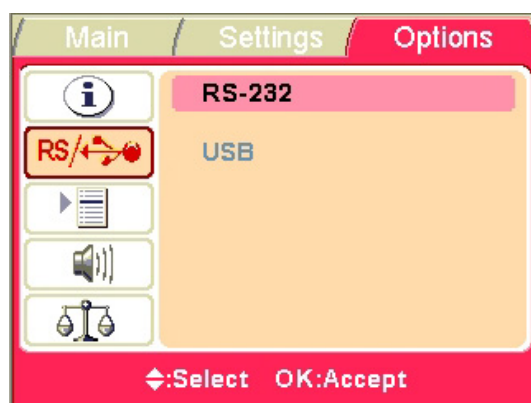 Main Settings Options
i
RS-232
RS/
USB
:Select OK:Accept